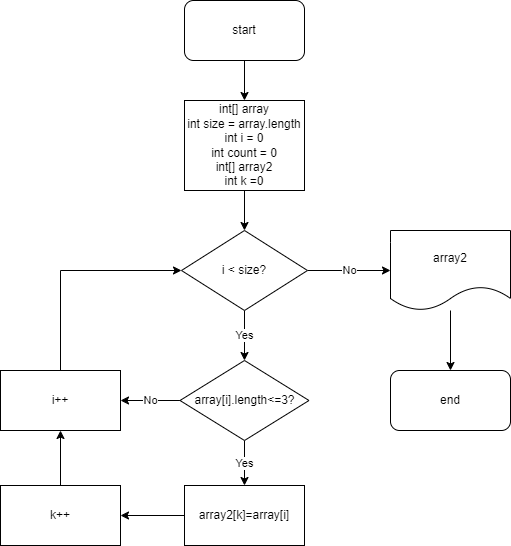 start
int[] array
int size = array.length
int i = 0
int count = 0
int[] array2
int k =0
i < size?
No
array2
Yes
i++
No
array[i].length<=3?
end
Yes
k++
array2[k]=array[i]